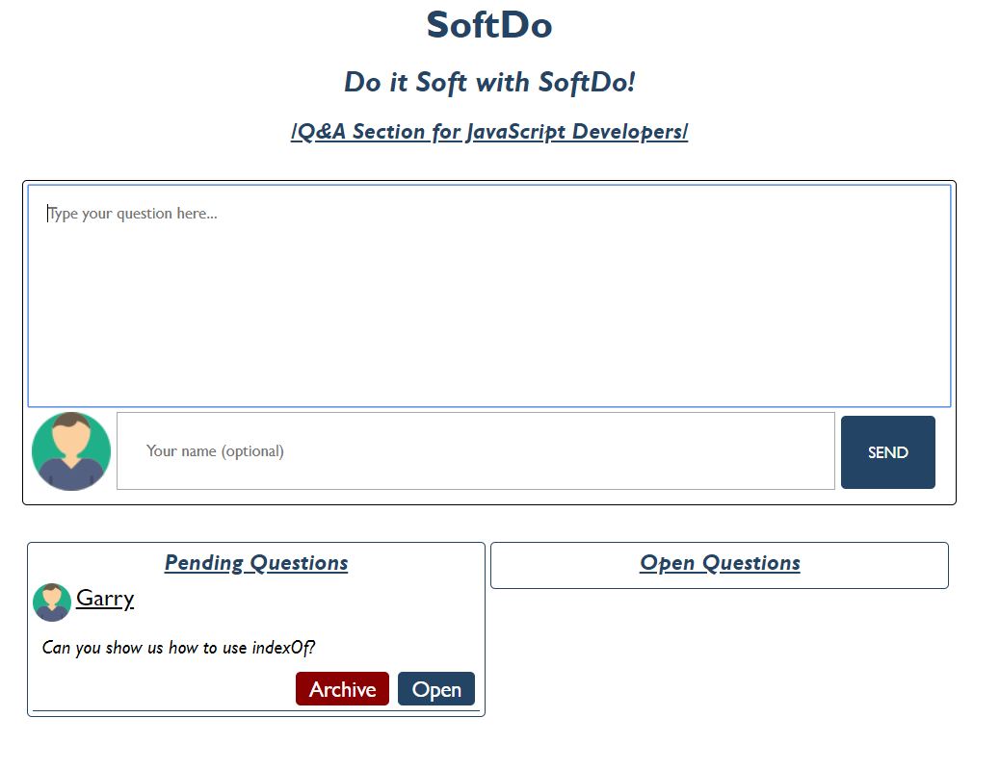 SoftDo
Do it Soft with SoftDo!
/Q&A Section for JavaScript Developers/
Type your question here...
Your name (optional)
SEND
Pending Questions
Open Questions
Garry
Can you show us how to use indexOf?
Archive
Open